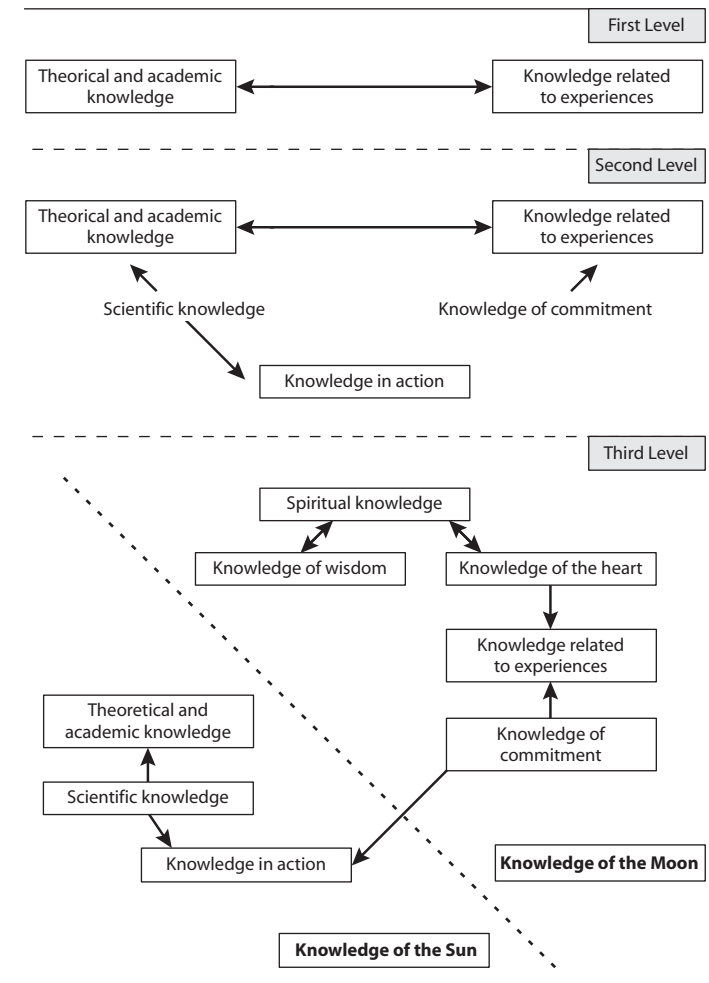 First Level
Theorical and academic
knowledge
Knowledge related
to experiences
Second Level
Theorical and academic
knowledge
Knowledge related
to experiences
Scientific knowledge
Knowledge of commitment
Knowledge in action
Third Level
Spiritual knowledge
Knowledge of wisdom
Knowledge of the heart
Knowledge related
to experiences
Theoretical and
academic knowledge
Knowledge of
commitment
Scientific knowledge
Knowledge in action
Knowledge of the Moon
Knowledge of the Sun